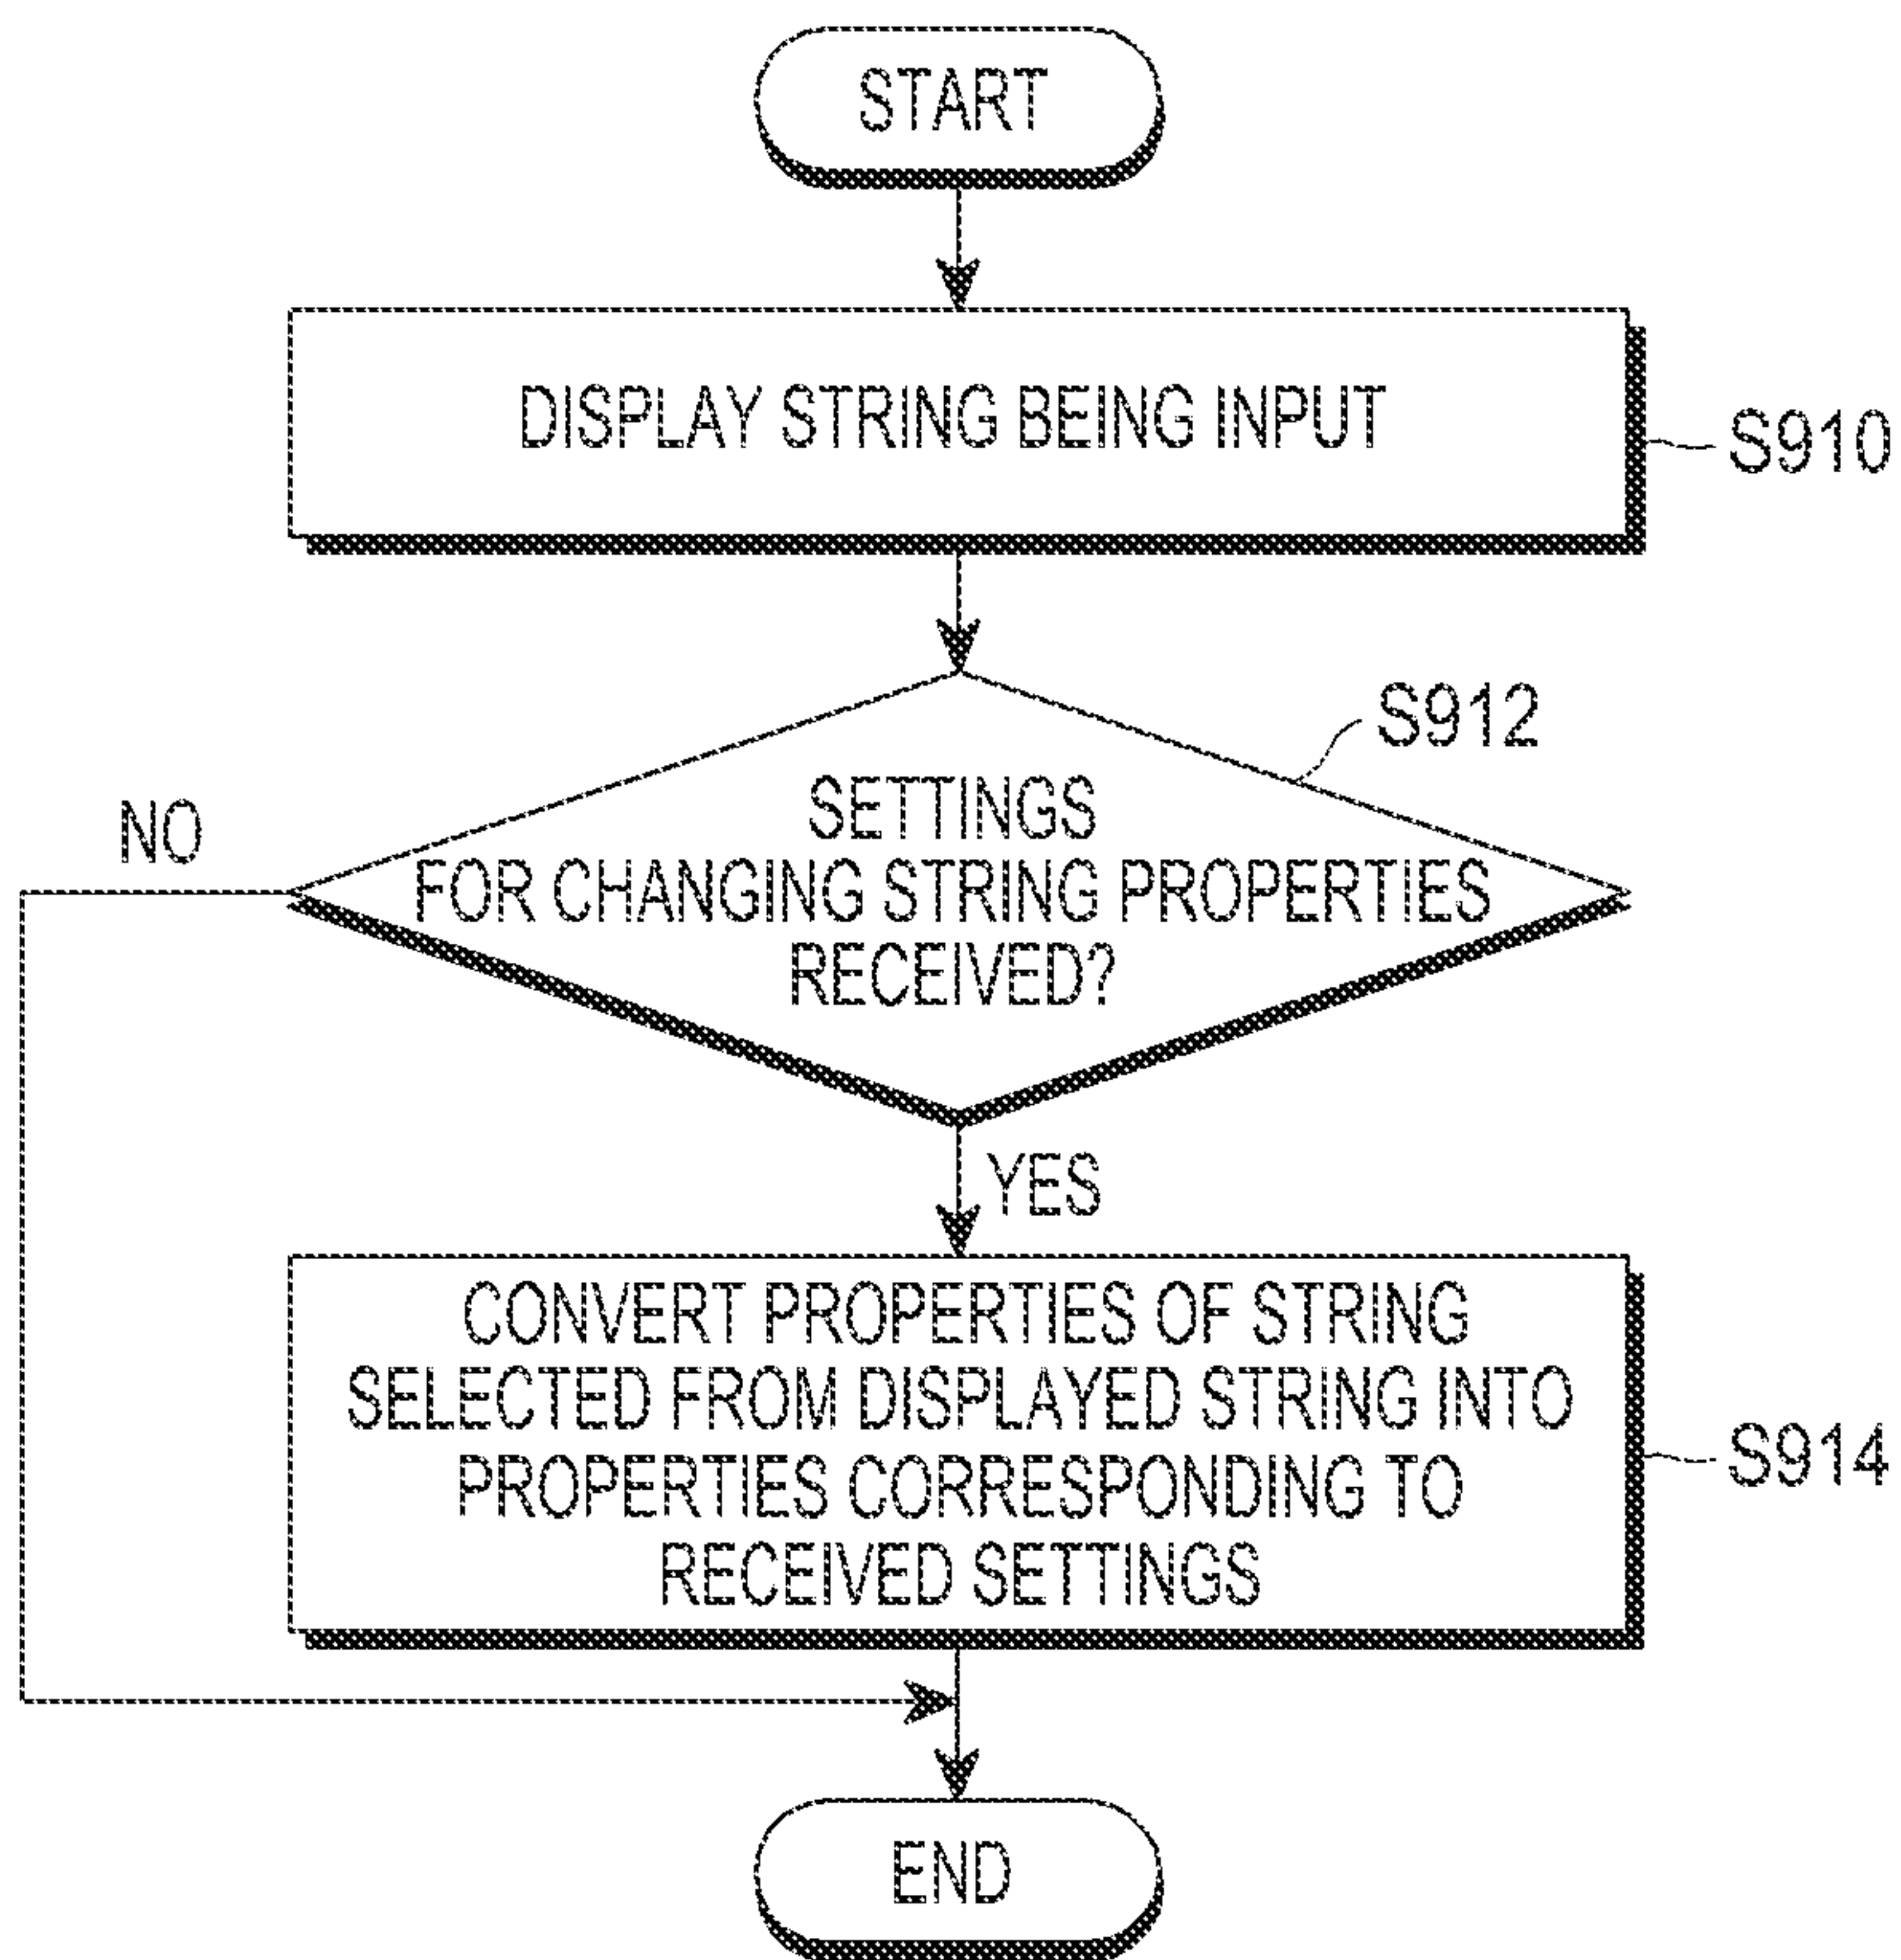 START
DISPLAY STRING BEING INPUT
S910
S912
SETTINGS
FOR CHANGING STRING PROPERTIES
RECEIVED?
NO
YES
CONVERT PROPERTIES OF STRING
SELECTED FROM DISPLAYED STRING INTO
PROPERTIES CORRESPONDING TO
RECEIVED SETTINGS
S914
END